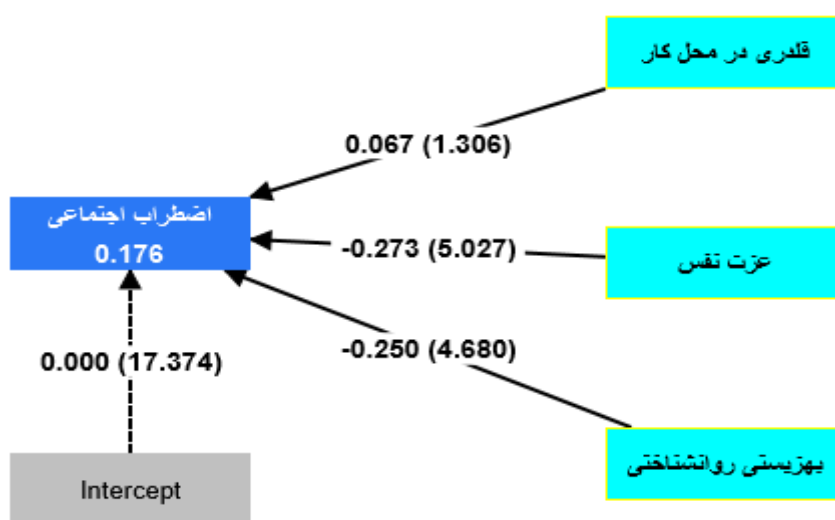 قلدری در محل کار
0.067 (1.306)
اضطراب اجتماعی
0.176
-0.273 (5.027)
عزت نفس
0.000 (17.374)
-0.250 (4.680)
بهزیستی روانشناختی
Intercept